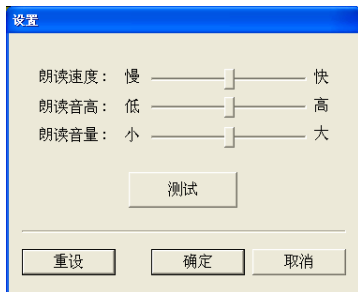 设置
朗读速度： 慢 快
朗读音高： 低 高
朗读音量： 小 大
测试
重设 确定 取消